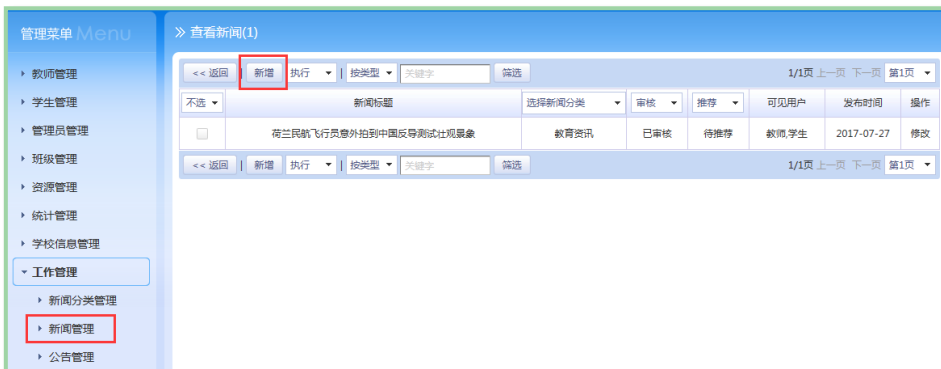 管理菜单 Menu
》查看新闻(1)
教师管理
学生管理
管理员管理
班级管理
资源管理
统计管理
学校信息管理
工作管理
新闻分类管理
新闻管理
公告管理
<< 返回 | 新增 执行 | 按类型 关键字 筛选 1/1页 上一页 下一页 第1页
不选 新闻标题 选择新闻分类 审核 推荐 可见用户 发布时间 操作
荷兰民航飞行员意外拍到中国反导测试壮观景象 教育资讯 已审核 待推荐 教师,学生 2017-07-27 修改
<< 返回 | 新增 执行 | 按类型 关键字 筛选 1/1页 上一页 下一页 第1页